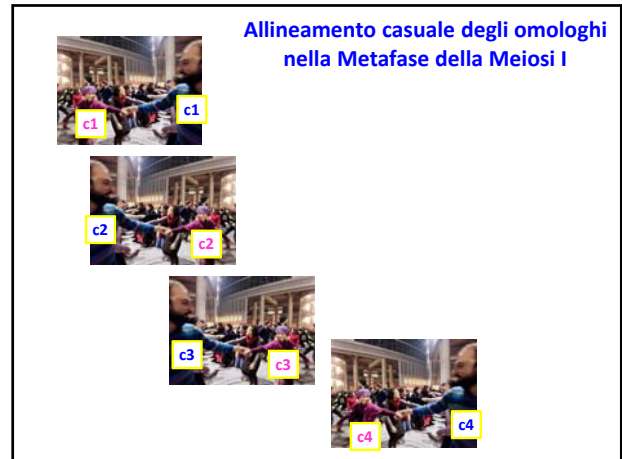 Allineamento casuale degli omologhi
nella Metafase della Meiosi I
c1 c1
c2 c2
c3 c3
c4 c4